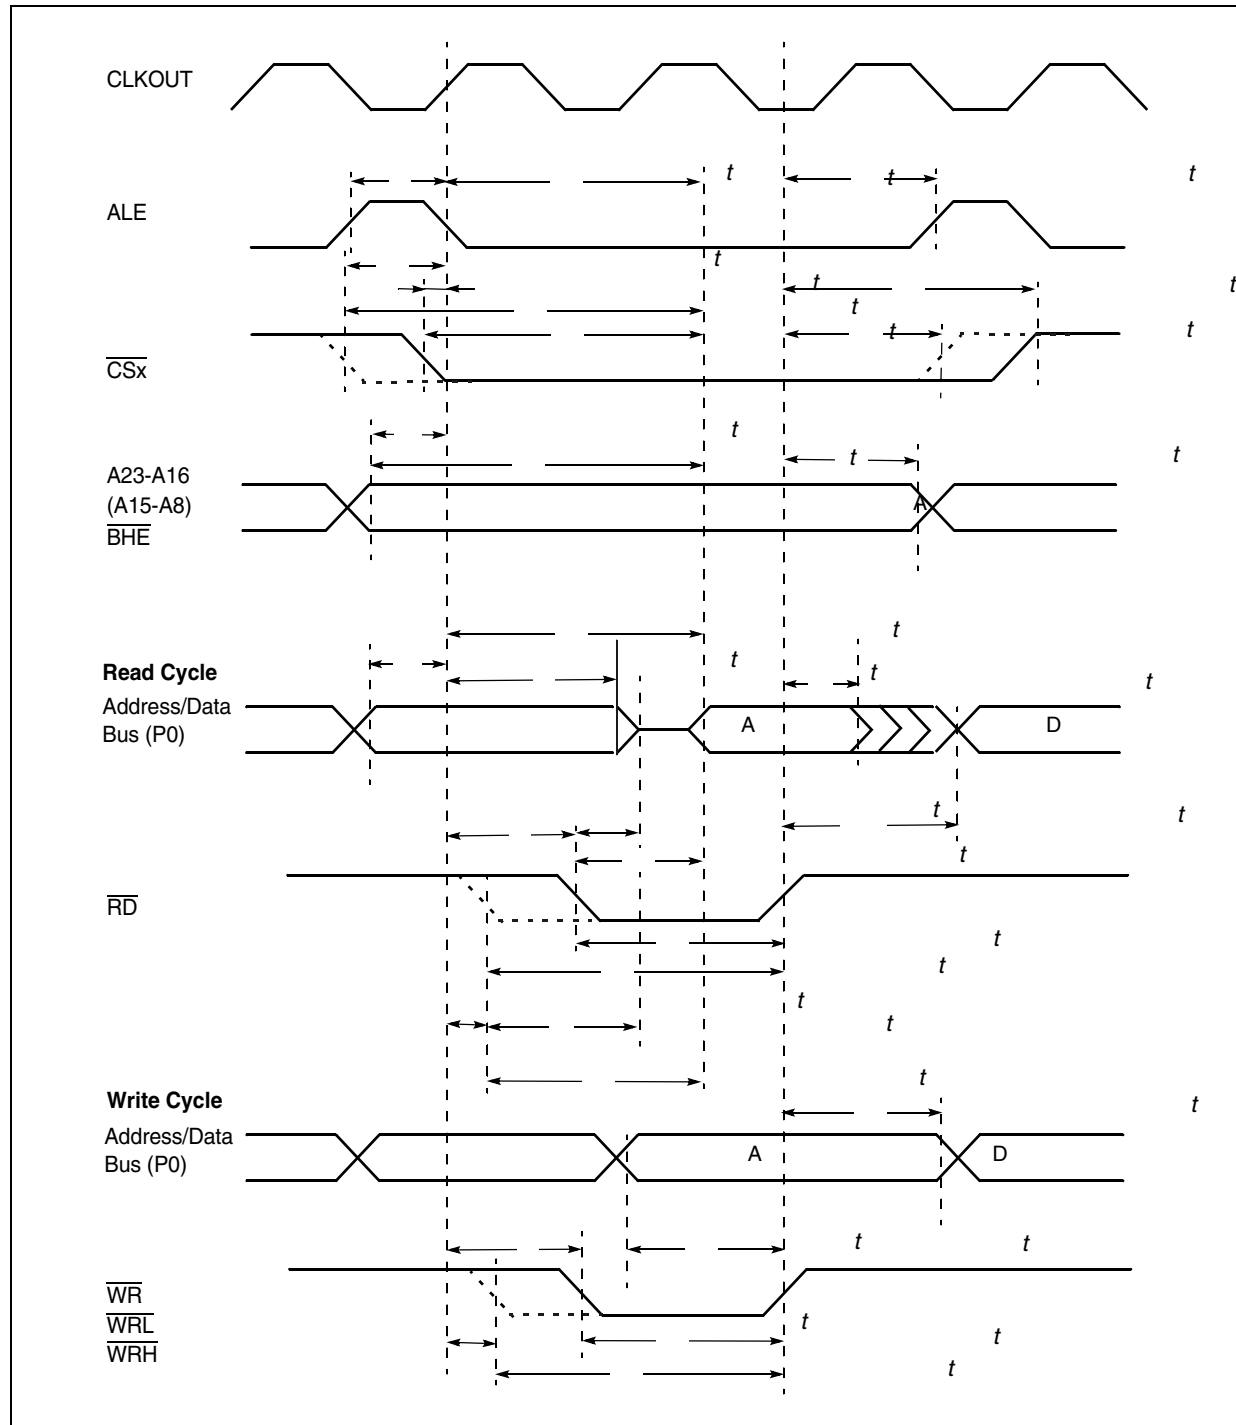 CLKOUT
t t t
ALE
t
t t
t
CSx
t t
t
A23-A16
t t
(A15-A8)
A
BHE
t
Read Cycle
t t t
Address/Data
Bus (P0)
A D
t t
t
RD
t
t
t
t
t
Write Cycle
t
Address/Data
Bus (P0)
A D
t t
WR
WRL
t t
WRH
t